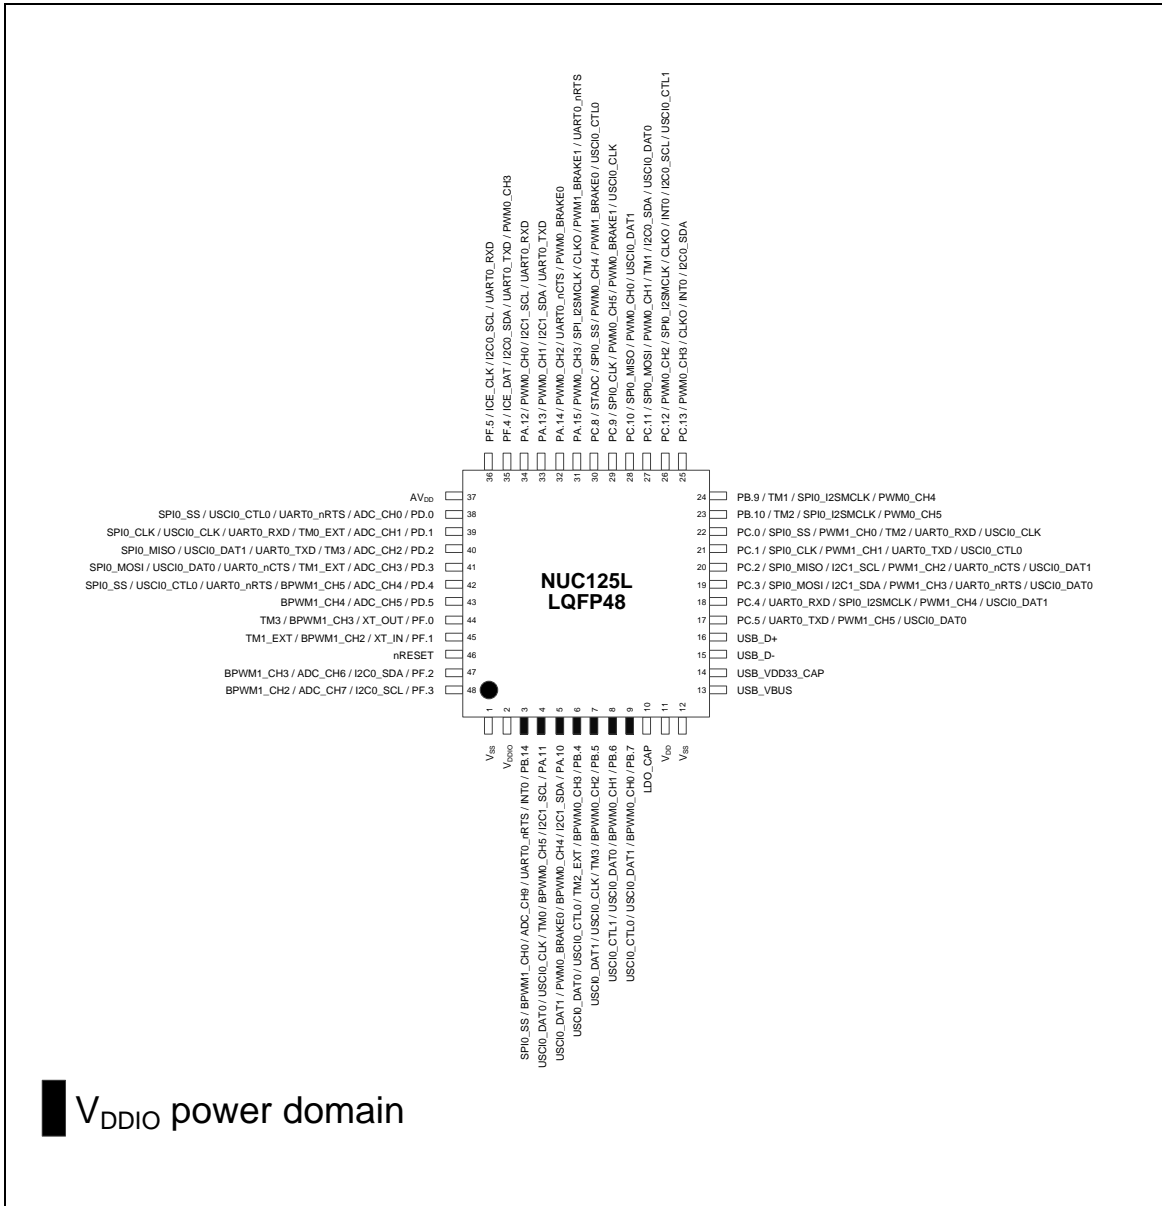 PF.5 / ICE_CLK / I2C0_SCL / UART0_RXD
PF.4 / ICE_DAT / I2C0_SDA / UART0_TXD / PWM0_CH3
PA.12 / PWM0_CH0 / I2C1_SCL / UART0_RXD
PA.13 / PWM0_CH1 / I2C1_SDA / UART0_TXD
PA.14 / PWM0_CH2 / UART0_nCTS / PWM0_BRAKE0
PA.15 / PWM0_CH3 / SPI_I2SMCLK / CLKO / PWM1_BRAKE1 / UART0_nRTS
PC.8 / STADC / SPI0_SS / PWM0_CH4 / PWM1_BRAKE0 / USCI0_CTL0
PC.9 / SPI0_CLK / PWM0_CH5 / PWM0_BRAKE1 / USCI0_CLK
PC.10 / SPI0_MISO / PWM0_CH0 / USCI0_DAT1
PC.11 / SPI0_MOSI / PWM0_CH1 / TM1 / I2C0_SDA / USCI0_DAT0
PC.12 / PWM0_CH2 / SPI0_I2SMCLK / CLKO / INT0 / I2C0_SCL / USCI0_CTL1
PC.13 / PWM0_CH3 / CLKO / INT0 / I2C0_SDA
36
35
34
33
32
31
30
29
28
27
26
25
AVDD 37
SPI0_SS / USCI0_CTL0 / UART0_nRTS / ADC_CH0 / PD.0 38
SPI0_CLK / USCI0_CLK / UART0_RXD / TM0_EXT / ADC_CH1 / PD.1 39
SPI0_MISO / USCI0_DAT1 / UART0_TXD / TM3 / ADC_CH2 / PD.2 40
SPI0_MOSI / USCI0_DAT0 / UART0_nCTS / TM1_EXT / ADC_CH3 / PD.3 41
SPI0_SS / USCI0_CTL0 / UART0_nRTS / BPWM1_CH5 / ADC_CH4 / PD.4 42
BPWM1_CH4 / ADC_CH5 / PD.5 43
TM3 / BPWM1_CH3 / XT_OUT / PF.0 44
TM1_EXT / BPWM1_CH2 / XT_IN / PF.1 45
nRESET 46
BPWM1_CH3 / ADC_CH6 / I2C0_SDA / PF.2 47
BPWM1_CH2 / ADC_CH7 / I2C0_SCL / PF.3 48
NUC125L
LQFP48
24 PB.9 / TM1 / SPI0_I2SMCLK / PWM0_CH4
23 PB.10 / TM2 / SPI0_I2SMCLK / PWM0_CH5
22 PC.0 / SPI0_SS / PWM1_CH0 / TM2 / UART0_RXD / USCI0_CLK
21 PC.1 / SPI0_CLK / PWM1_CH1 / UART0_TXD / USCI0_CTL0
20 PC.2 / SPI0_MISO / I2C1_SCL / PWM1_CH2 / UART0_nCTS / USCI0_DAT1
19 PC.3 / SPI0_MOSI / I2C1_SDA / PWM1_CH3 / UART0_nRTS / USCI0_DAT0
18 PC.4 / UART0_RXD / SPI0_I2SMCLK / PWM1_CH4 / USCI0_DAT1
17 PC.5 / UART0_TXD / PWM1_CH5 / USCI0_DAT0
16 USB_D+
15 USB_D-
14 USB_VDD33_CAP
13 USB_VBUS
1
2
3
4
5
6
7
8
9
10
11
12
VSS
VDDIO
SPI0_SS / BPWM1_CH0 / ADC_CH9 / UART0_nRTS / INT0 / PB.14
USCI0_DAT0 / USCI0_CLK / TM0 / BPWM0_CH5 / I2C1_SCL / PA.11
USCI0_DAT1 / PWM0_BRAKE0 / BPWM0_CH4 / I2C1_SDA / PA.10
USCI0_DAT0 / USCI0_CTL0 / TM2_EXT / BPWM0_CH3 / PB.4
USCI0_DAT1 / USCI0_CLK / TM3 / BPWM0_CH2 / PB.5
USCI0_CTL1 / USCI0_DAT0 / BPWM0_CH1 / PB.6
USCI0_CTL0 / USCI0_DAT1 / BPWM0_CH0 / PB.7
LDO_CAP
VDD
VSS
VDDIO power domain